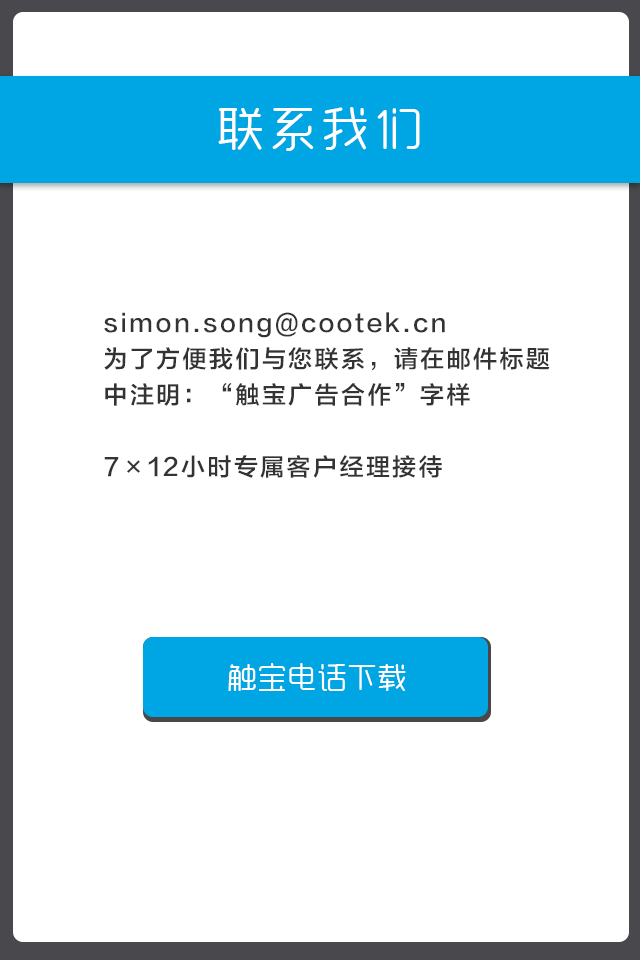 联系我们
simon.song@cootek.cn
为了方便我们与您联系，请在邮件标题
中注明：“触宝广告合作”字样
7×12小时专属客户经理接待
触宝电话下载